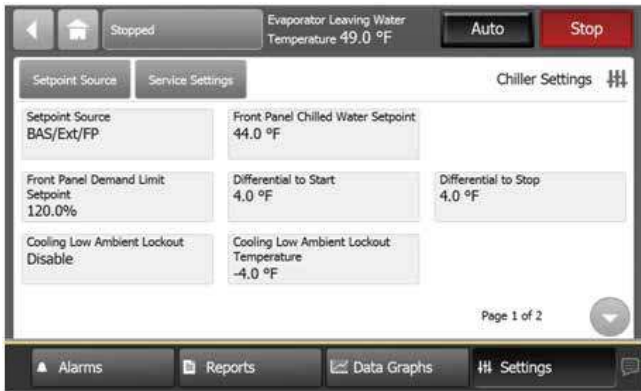 Stopped
Evaporator Leaving Water
Temperature 49.0 °F
Auto
Stop
Setpoint Source
Service Settings
Chiller Settings
Setpoint Source
BAS/Ext/FP
Front Panel Chilled Water Setpoint
44.0 °F
Front Panel Demand Limit
Setpoint
120.0%
Differential to Start
4.0 °F
Differential to Stop
4.0 °F
Cooling Low Ambient Lockout
Disable
Cooling Low Ambient Lockout
Temperature
-4.0 °F
Page 1 of 2
Alarms
Reports
Data Graphs
Settings